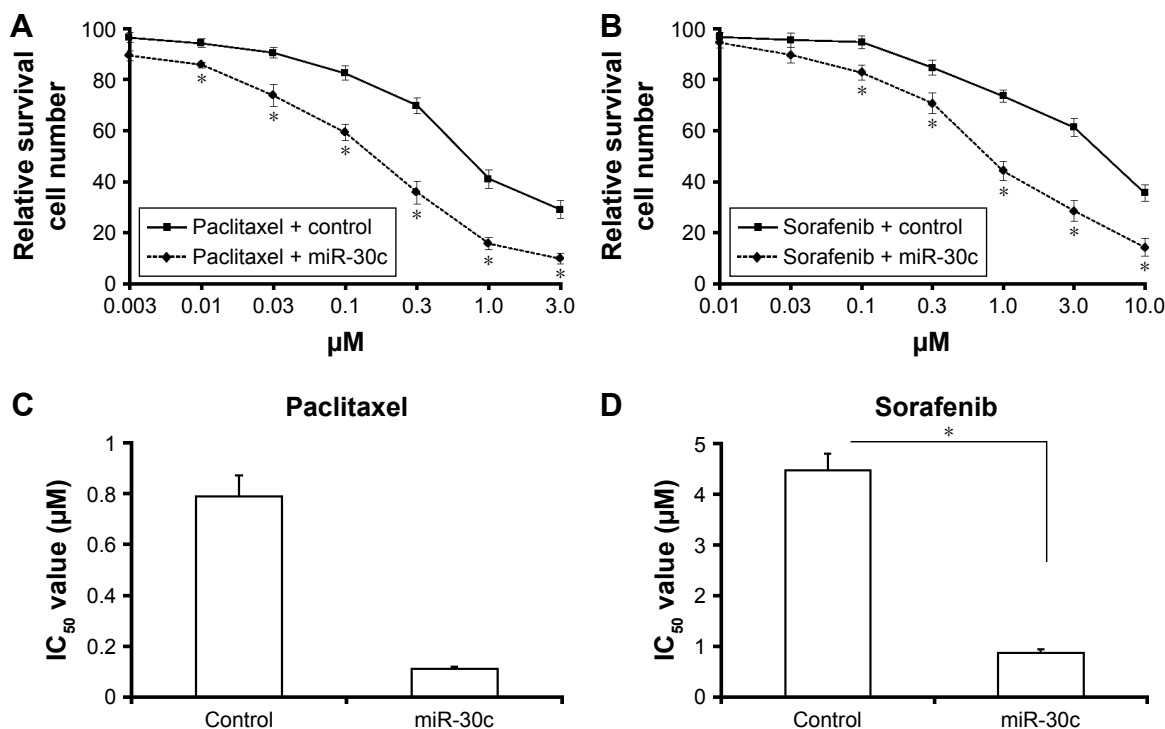 A
Relative survival
cell number
100
80
60
40
20
0
Paclitaxel + control
Paclitaxel + miR-30c
*
*
*
*
*
*
0.003 0.01 0.03 0.1 0.3 1.0 3.0
µM
B
Relative survival
cell number
100
80
60
40
20
0
Sorafenib + control
Sorafenib + miR-30c
*
*
*
*
*
*
0.01 0.03 0.1 0.3 1.0 3.0 10.0
µM
C
Paclitaxel
IC50 value (µM)
1
0.8
0.6
0.4
0.2
0
Control miR-30c
D
Sorafenib
*
IC50 value (µM)
5
4
3
2
1
0
Control miR-30c